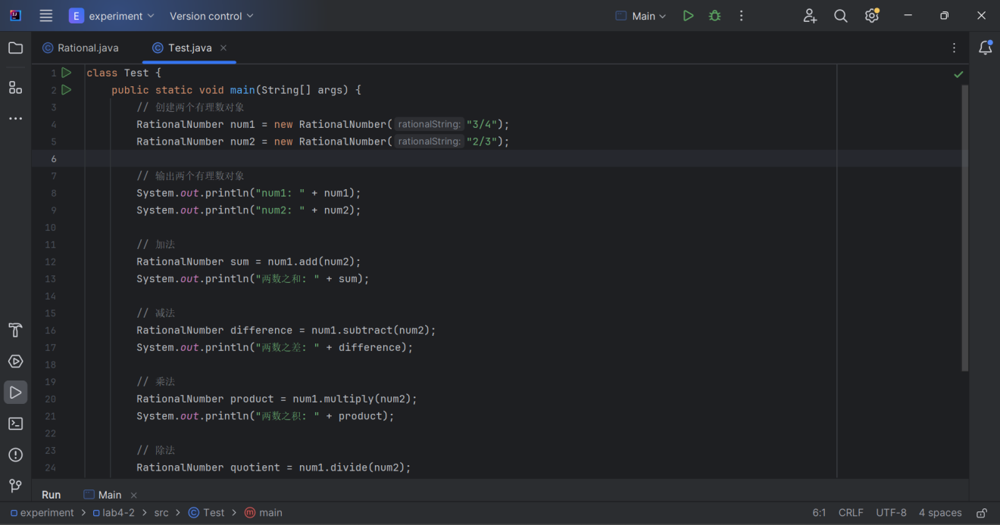 E experiment Version control Main
Rational.java Test.java
1 class Test {
2 public static void main(String[] args) {
3 // 创建两个有理数对象
4 RationalNumber num1 = new RationalNumber( rationalString: "3/4");
5 RationalNumber num2 = new RationalNumber( rationalString: "2/3");
6
7 // 输出两个有理数对象
8 System.out.println("num1: " + num1);
9 System.out.println("num2: " + num2);
10
11 // 加法
12 RationalNumber sum = num1.add(num2);
13 System.out.println("两数之和: " + sum);
14
15 // 减法
16 RationalNumber difference = num1.subtract(num2);
17 System.out.println("两数之差: " + difference);
18
19 // 乘法
20 RationalNumber product = num1.multiply(num2);
21 System.out.println("两数之积: " + product);
22
23 // 除法
24 RationalNumber quotient = num1.divide(num2);
Run Main
experiment > lab4-2 > src > Test > main 6:1 CRLF UTF-8 4 spaces